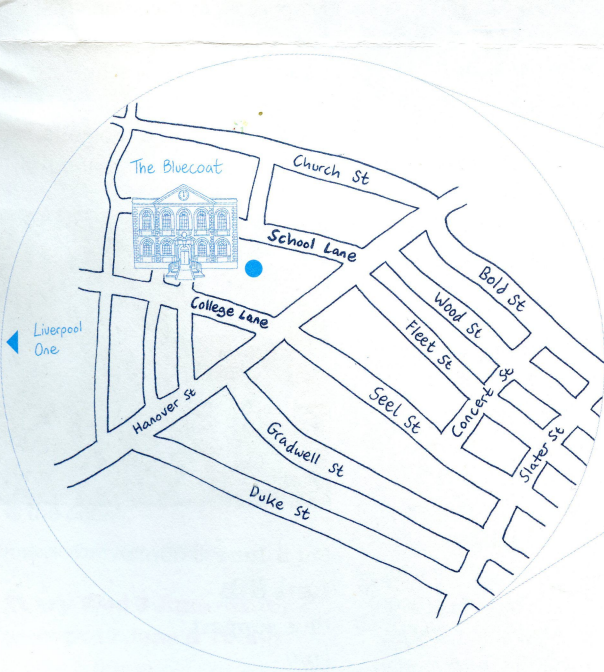 Church St
The Bluecoat
School Lane
Bold St
Wood St
College Lane
Fleet St
Liverpool
One
Concert St
Seel St
Hanover St
Slater St
Gradwell St
Duke St